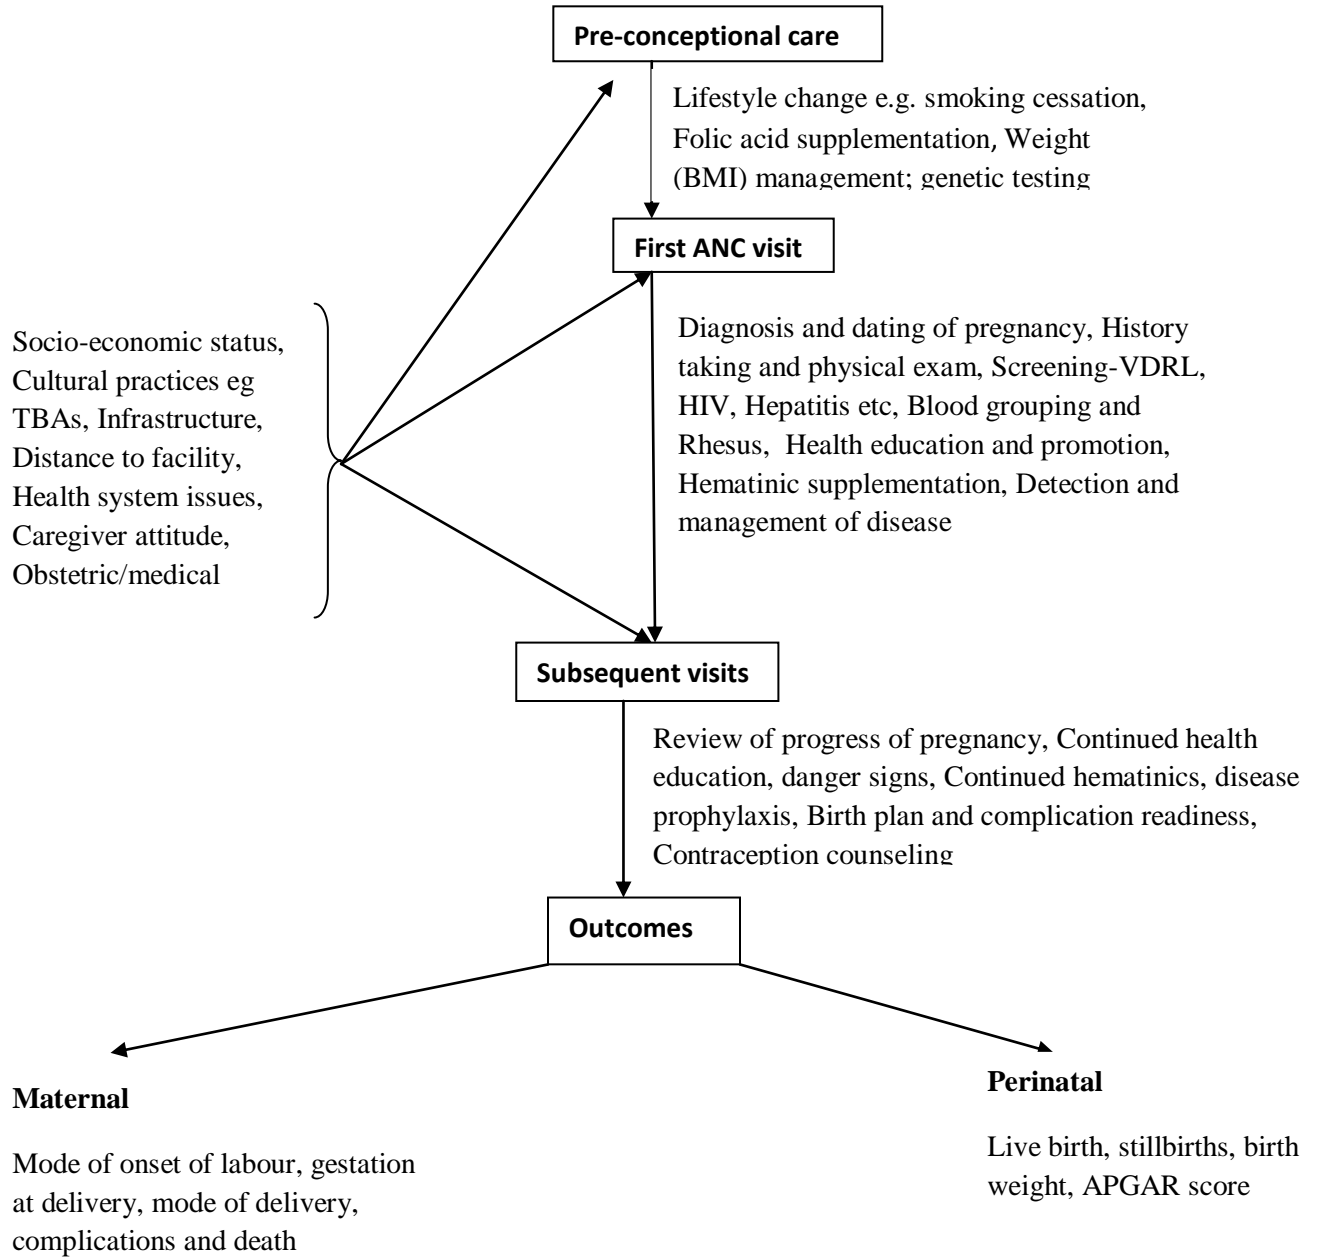 Pre-conceptional care
Lifestyle change e.g. smoking cessation,
Folic acid supplementation, Weight
(BMI) management; genetic testing
First ANC visit
Socio-economic status,
Cultural practices eg
TBAs, Infrastructure,
Distance to facility,
Health system issues,
Caregiver attitude,
Obstetric/medical
Diagnosis and dating of pregnancy, History
taking and physical exam, Screening-VDRL,
HIV, Hepatitis etc, Blood grouping and
Rhesus,  Health education and promotion,
Hematinic supplementation, Detection and
management of disease
Subsequent visits
Review of progress of pregnancy, Continued health
education, danger signs, Continued hematinics, disease
prophylaxis, Birth plan and complication readiness,
Contraception counseling
Outcomes
Maternal
Mode of onset of labour, gestation
at delivery, mode of delivery,
complications and death
Perinatal
Live birth, stillbirths, birth
weight, APGAR score